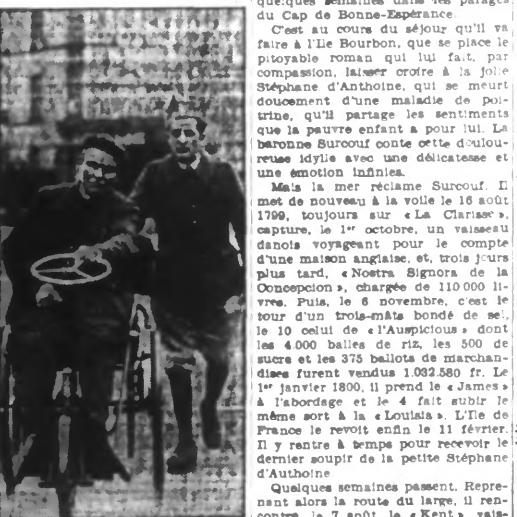 quelques semaines dans les parages
du Cap de Bonne-Espérance.
C'est au cours du séjour qu'il va
faire à l'Ile Bourbon, que se place le
pitoyable roman qui lui fait, par
compassion, laisser croire à la jolie
Stéphane d'Anthoine, qui se meurt
doucement d'une maladie de poi-
trine, qu'il partage les sentiments
que la pauvre enfant a pour lui. La
baronne Surcouf conte cette doulou-
reuse idylle avec une délicatesse et
une émotion infinies.
Mais la mer réclame Surcouf. Il
met de nouveau à la voile le 16 août
1799, toujours sur « La Clarisse »,
capture, le 1er octobre, un vaisseau
danois voyageant pour le compte
d'une maison anglaise, et, trois jours
plus tard, « Nostra Signora de la
Concepcion », chargée de 110 000 li-
vres. Puis, le 6 novembre, c'est le
tour d'un trois-mâts bondé de sel,
le 10 celui de « l'Auspicious » dont
les 4.000 balles de riz, les 500 de
sucre et les 375 ballots de marchan-
dises furent vendus 1.032.580 fr. Le
1er janvier 1800, il prend le « James »
à l'abordage et le 4 fait subir le
même sort à la « Louisia ». L'Ile de
France le revoit enfin le 11 février.
Il y rentre à temps pour recevoir le
dernier soupir de la petite Stéphane
d'Authoine
Quelques semaines passent. Repre-
nant alors la route du large, il ren-
contre, le 7 août, le « Kent », vais-